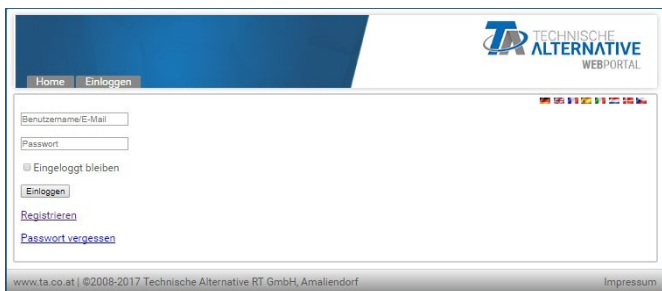 TECHNISCHE
ALTERNATIVE
WEBPORTAL
Home Einloggen
Benutzername/E-Mail
Passwort
Eingeloggt bleiben
Einloggen
Registrieren
Passwort vergessen
www.ta.co.at | ©2008-2017 Technische Alternative RT GmbH, Amaliendorf Impressum